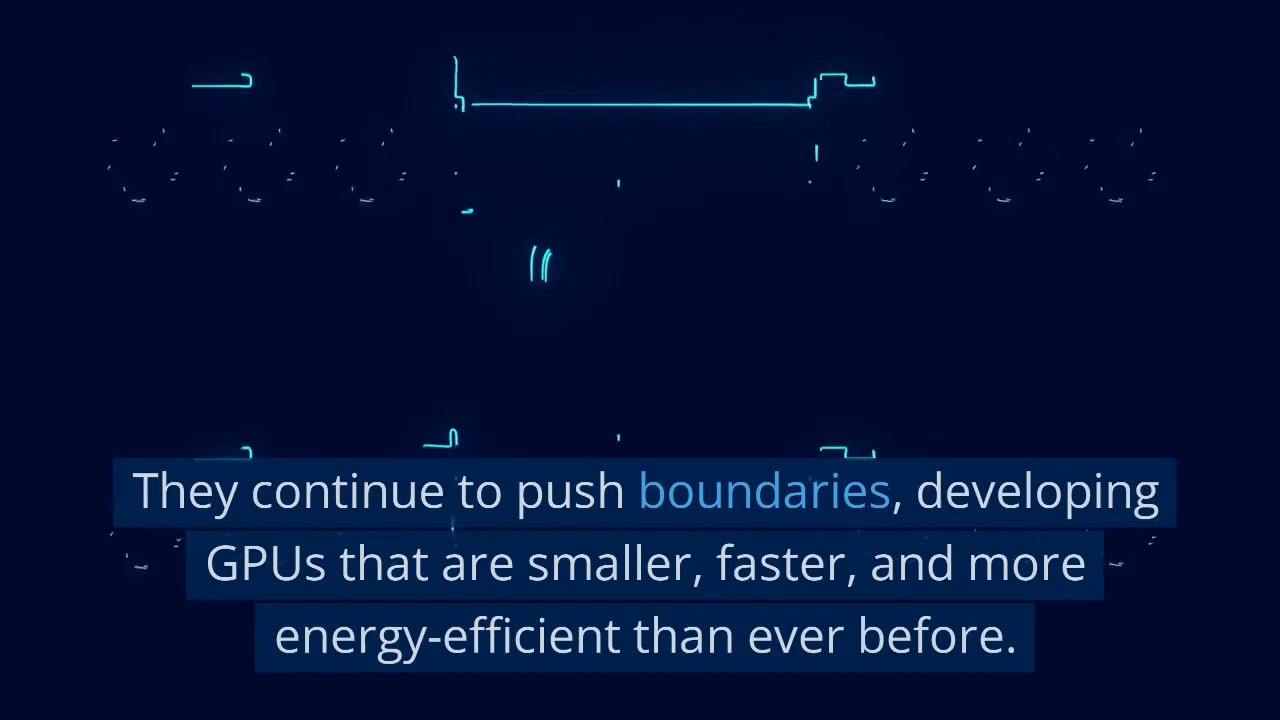 They continue to push boundaries, developing
GPUs that are smaller, faster, and more
energy-efficient than ever before.